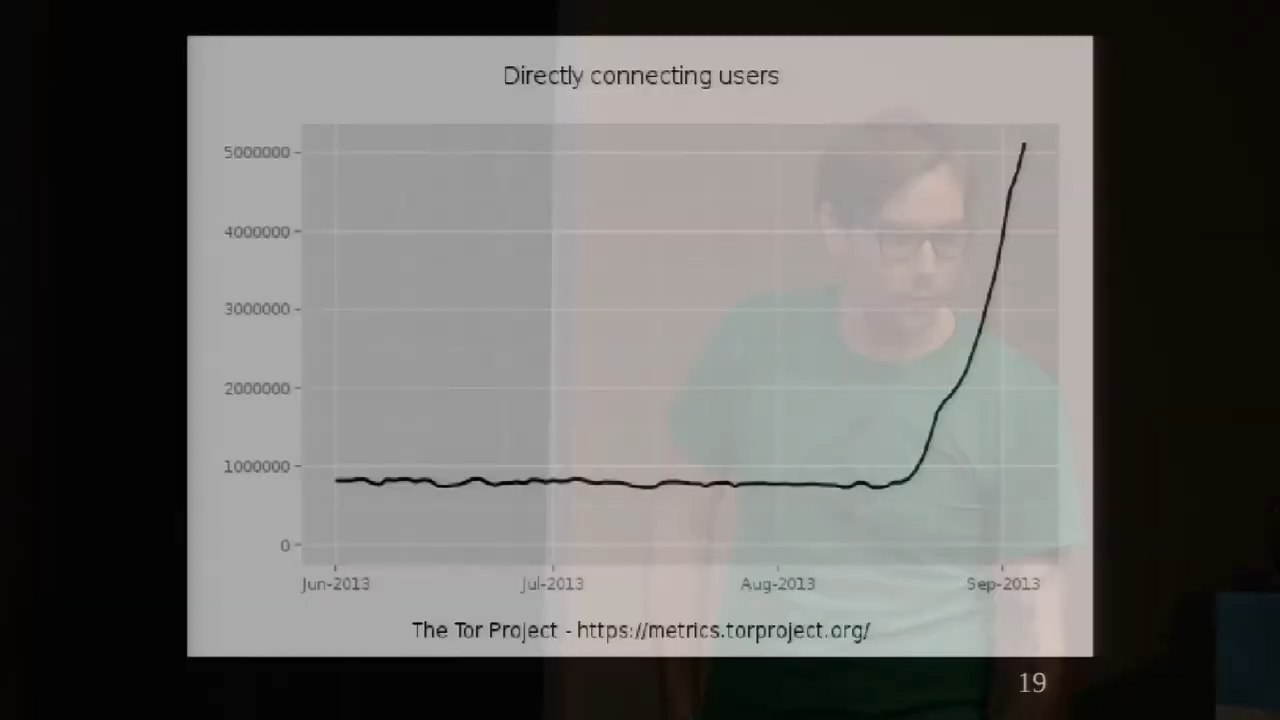 Directly connecting users
5000000
4000000
3000000
2000000
1000000
0
Jun-2013 Jul-2013 Aug-2013 Sep-2013
The Tor Project - https://metrics.torproject.org/
19